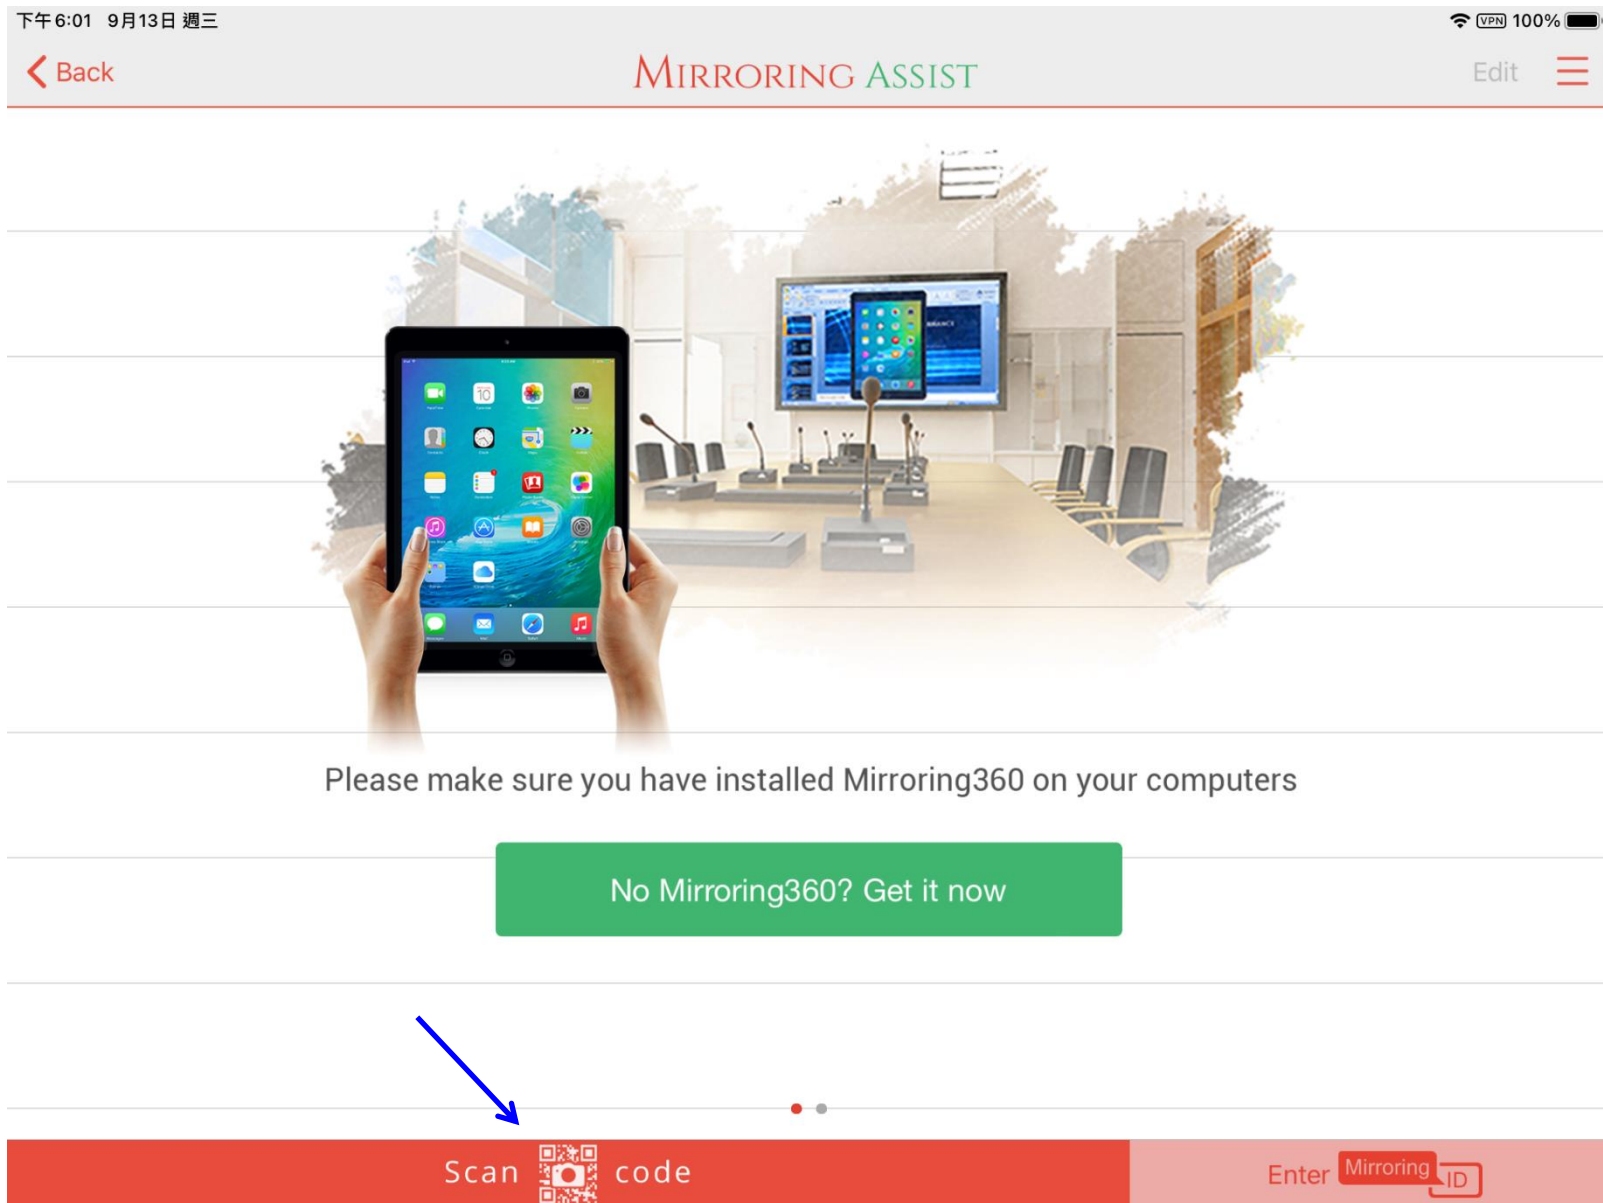 下午6:01 9月13日 週三
VPN 100%
Back
MIRRORING ASSIST
Edit
Please make sure you have installed Mirroring360 on your computers
No Mirroring360? Get it now
Scan code
Enter Mirroring ID